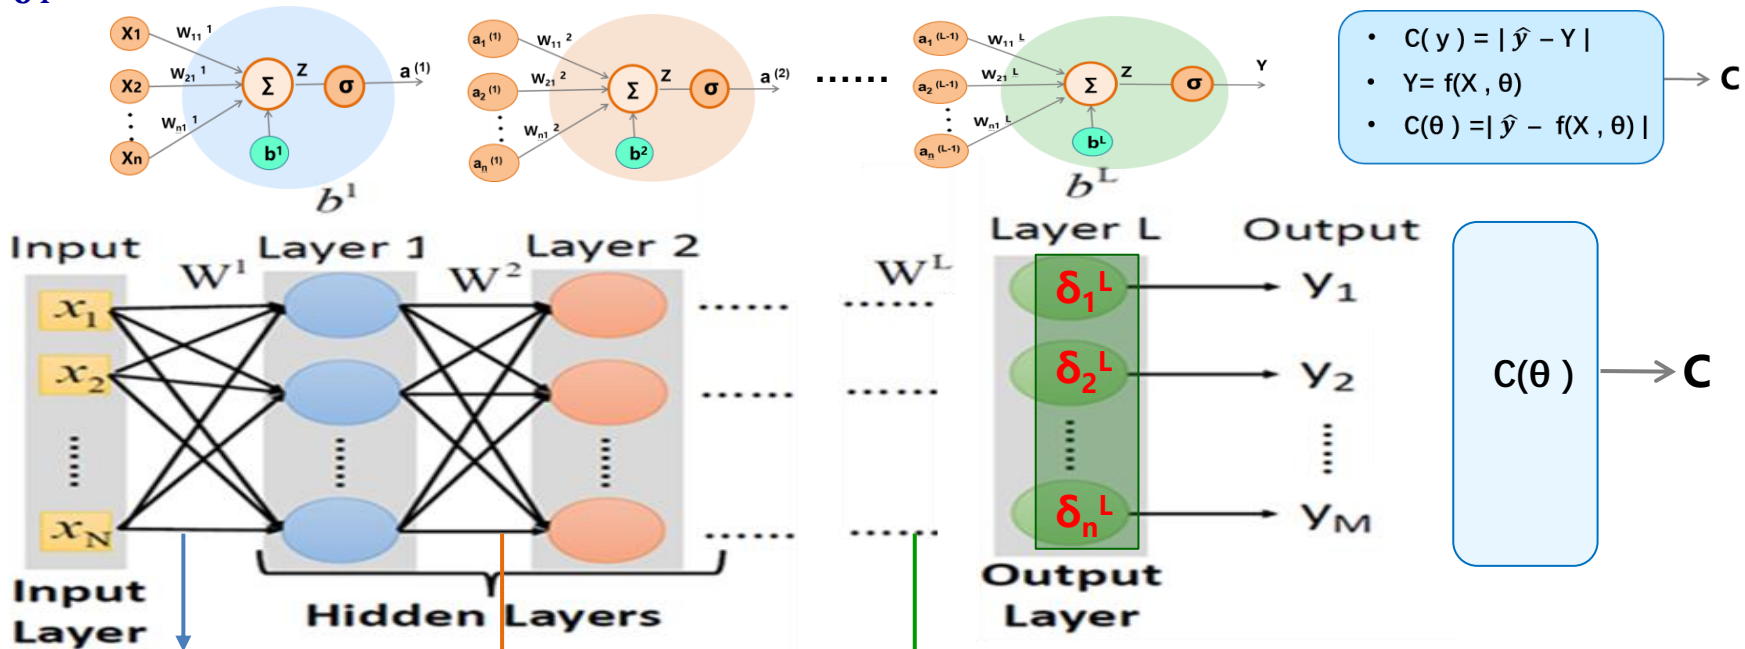 X1
X2
Xn
W11 1
W21 1
Wn1 1
Σ
Z
σ
a (1)
b1
a1 (1)
a2 (1)
an (1)
W11 2
W21 2
Wn1 2
Σ
Z
σ
a (2)
b2
......
a1 (L-1)
a2 (L-1)
an (L-1)
W11 L
W21 L
Wn1 L
Σ
Z
σ
Y
bL
• C( y ) = | ŷ – Y |
• Y= f(X , θ)
• C(θ ) =| ŷ – f(X , θ) |
C
b1
bL
Input
Layer 1
Layer 2
Layer L
Output
W1
W2
WL
x1
x2
xN
δ1L
δ2L
δnL
y1
y2
yM
C(θ )
C
Input
Layer
Hidden Layers
Output
Layer